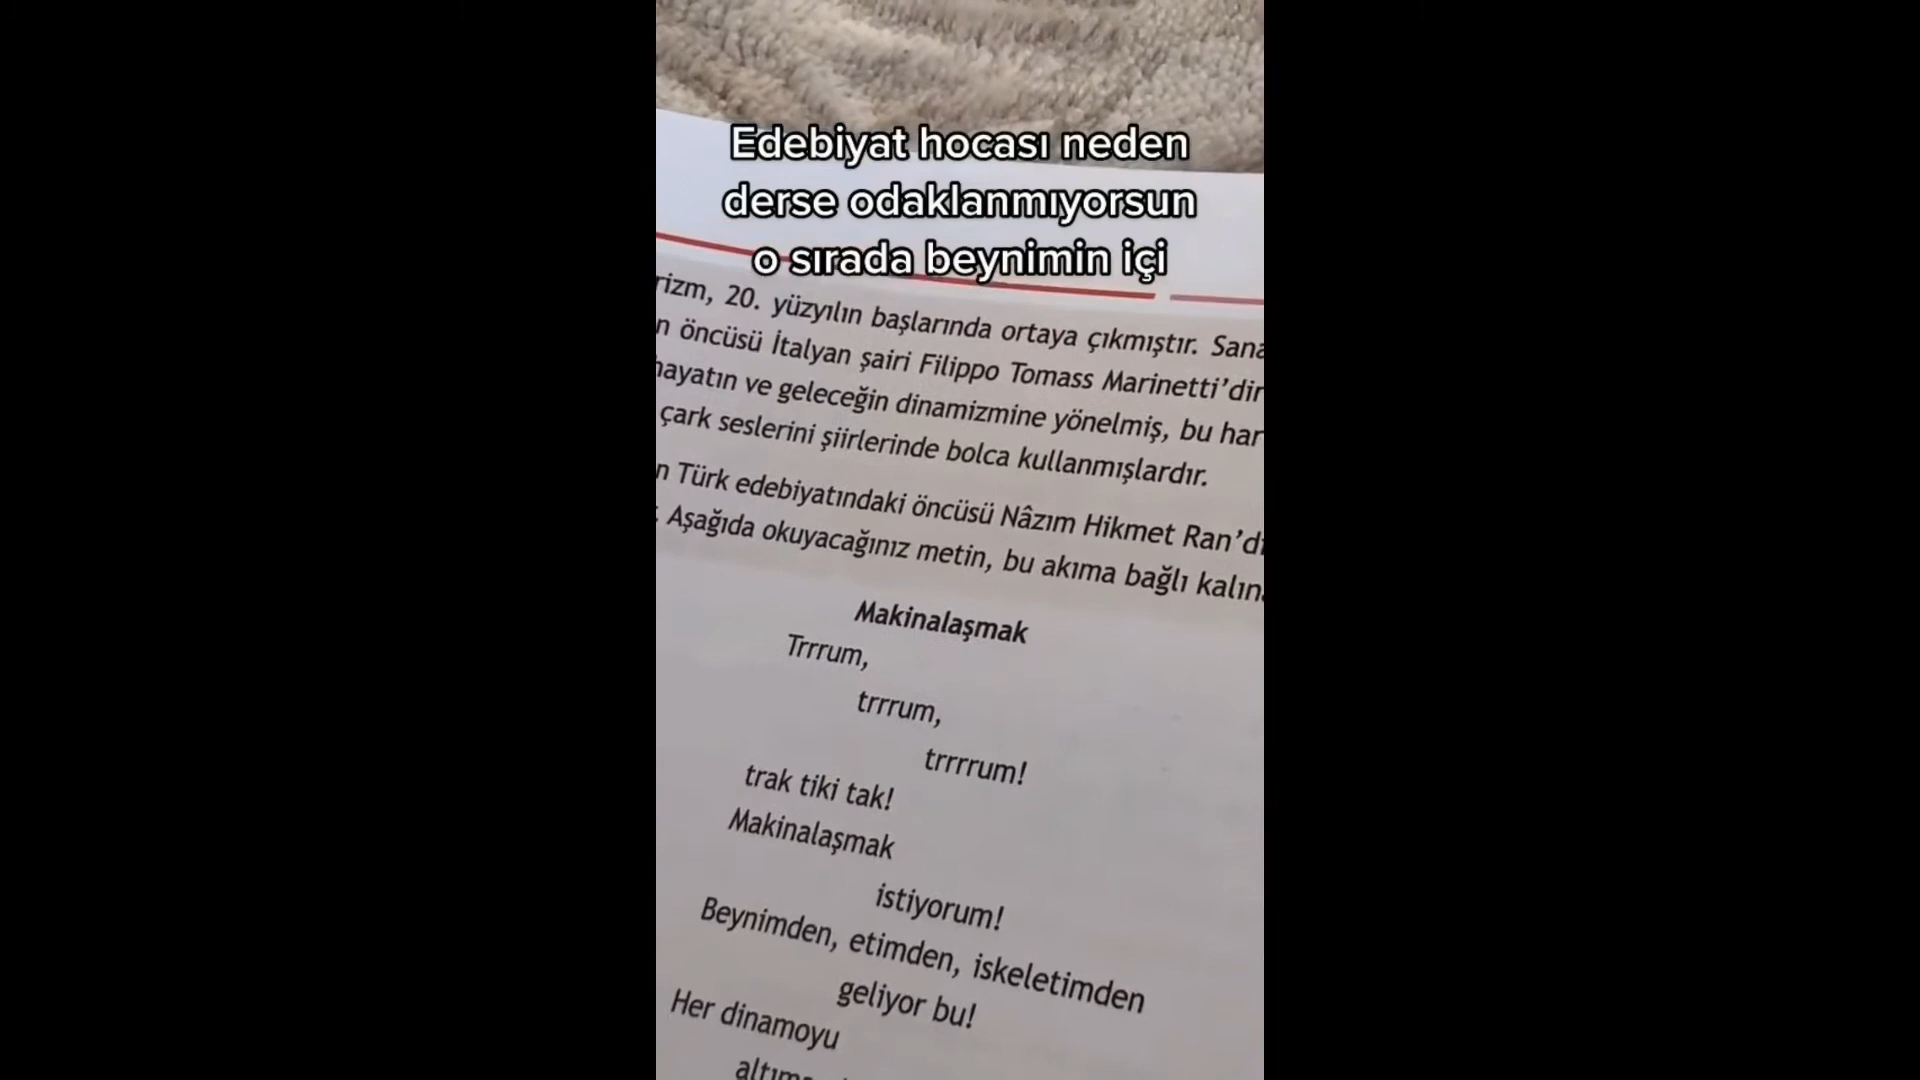 Edebiyat hocası neden
derse odaklanmıyorsun
o sırada beynimin içi
rizm, 20. yüzyılın başlarında ortaya çıkmıştır. Sana
n öncüsü İtalyan şairi Filippo Tomass Marinetti'dir
hayatın ve geleceğin dinamizmine yönelmiş, bu har
çark seslerini şiirlerinde bolca kullanmışlardır.
n Türk edebiyatındaki öncüsü Nâzım Hikmet Ran'dı
Aşağıda okuyacağınız metin, bu akıma bağlı kalına
Makinalaşmak
Trrrum,
trrrum,
trrrrum!
trak tiki tak!
Makinalaşmak
istiyorum!
Beynimden, etimden, iskeletimden
geliyor bu!
Her dinamoyu